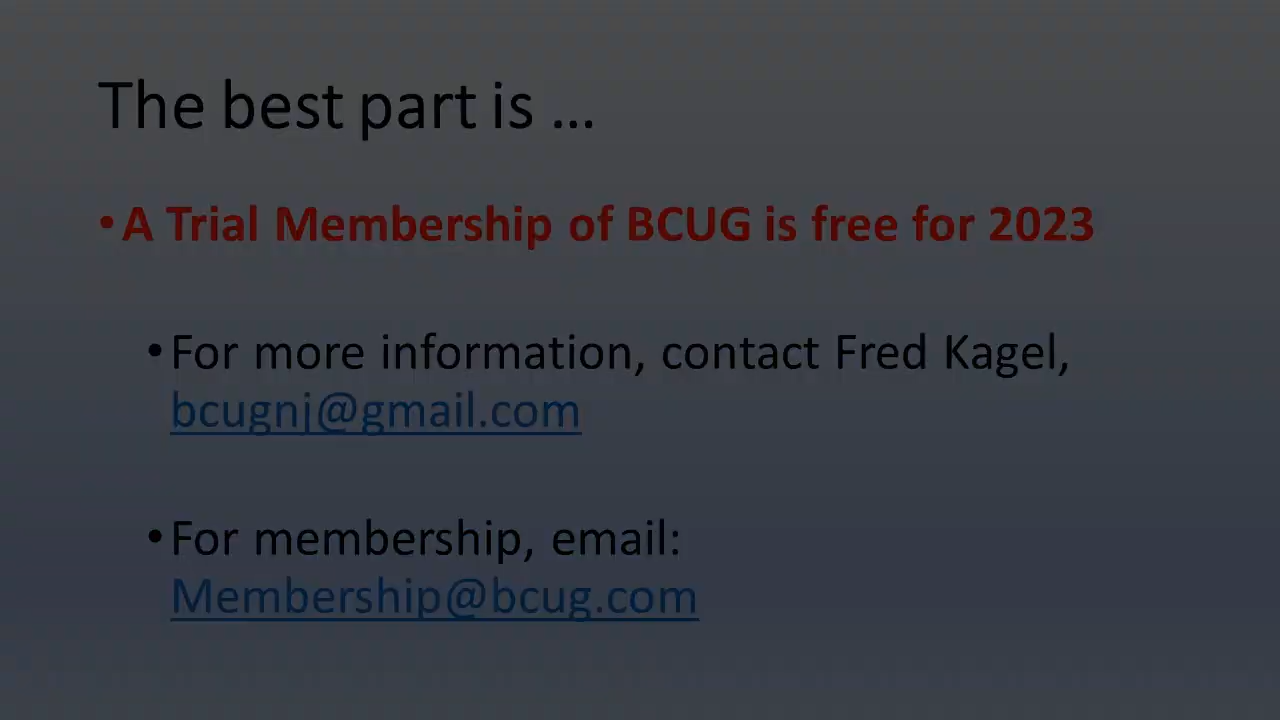 The best part is ...
• A Trial Membership of BCUG is free for 2023
• For more information, contact Fred Kagel,
bcugnj@gmail.com
• For membership, email:
Membership@bcug.com